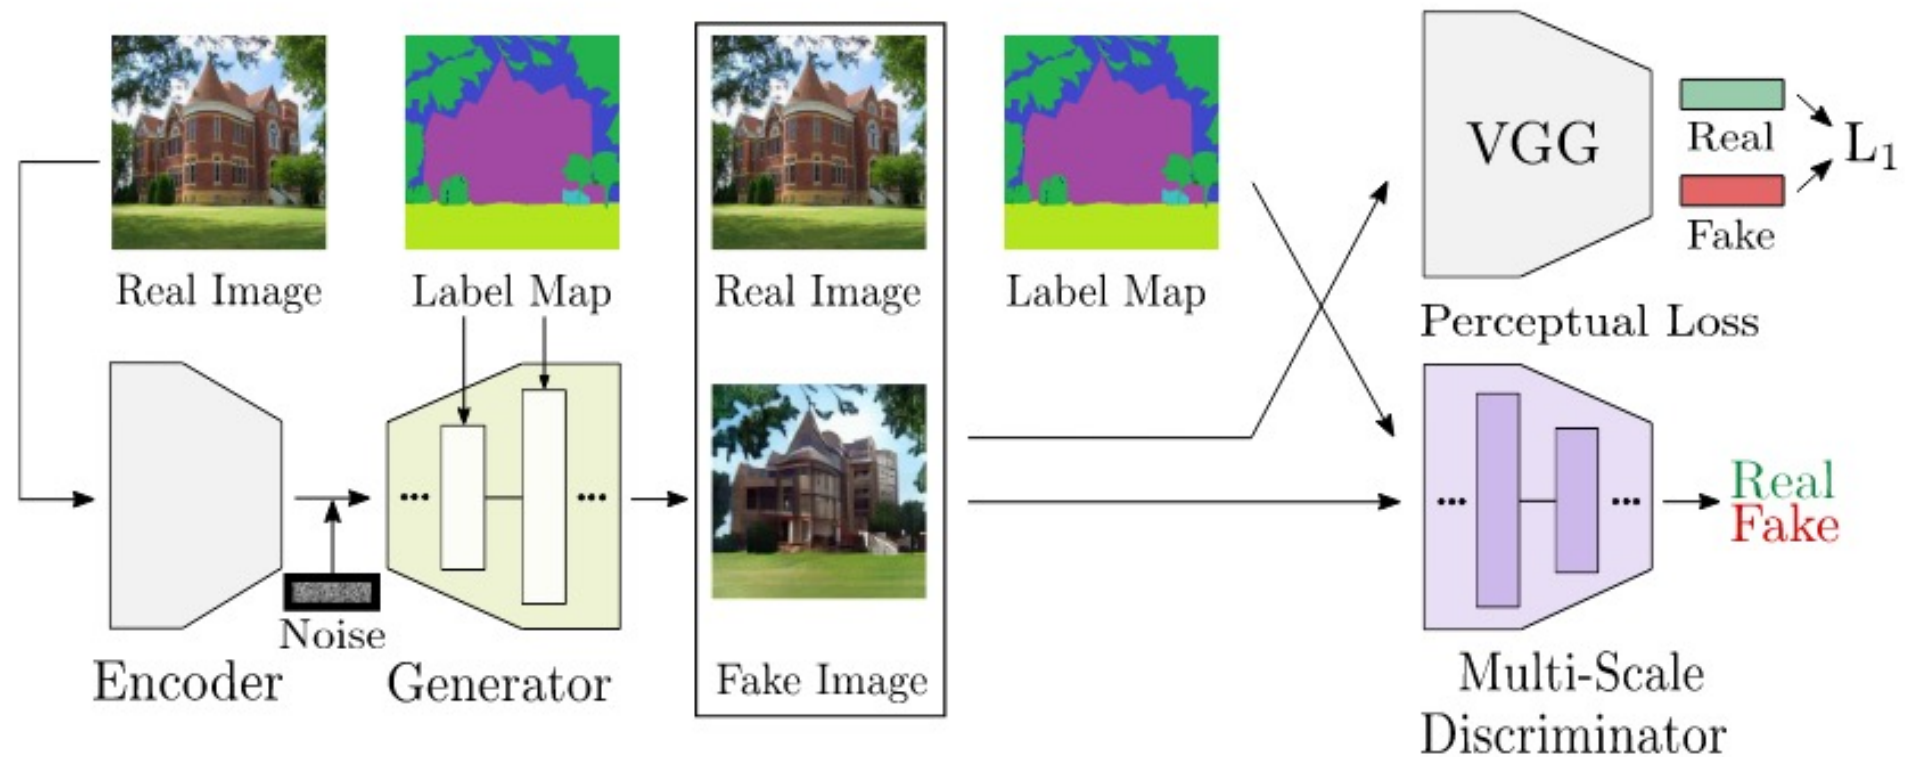 Real Image
Label Map
Real Image
Label Map
VGG
Real
Fake
L1
Perceptual Loss
Noise
Encoder
Generator
Fake Image
Real
Fake
Multi-Scale
Discriminator